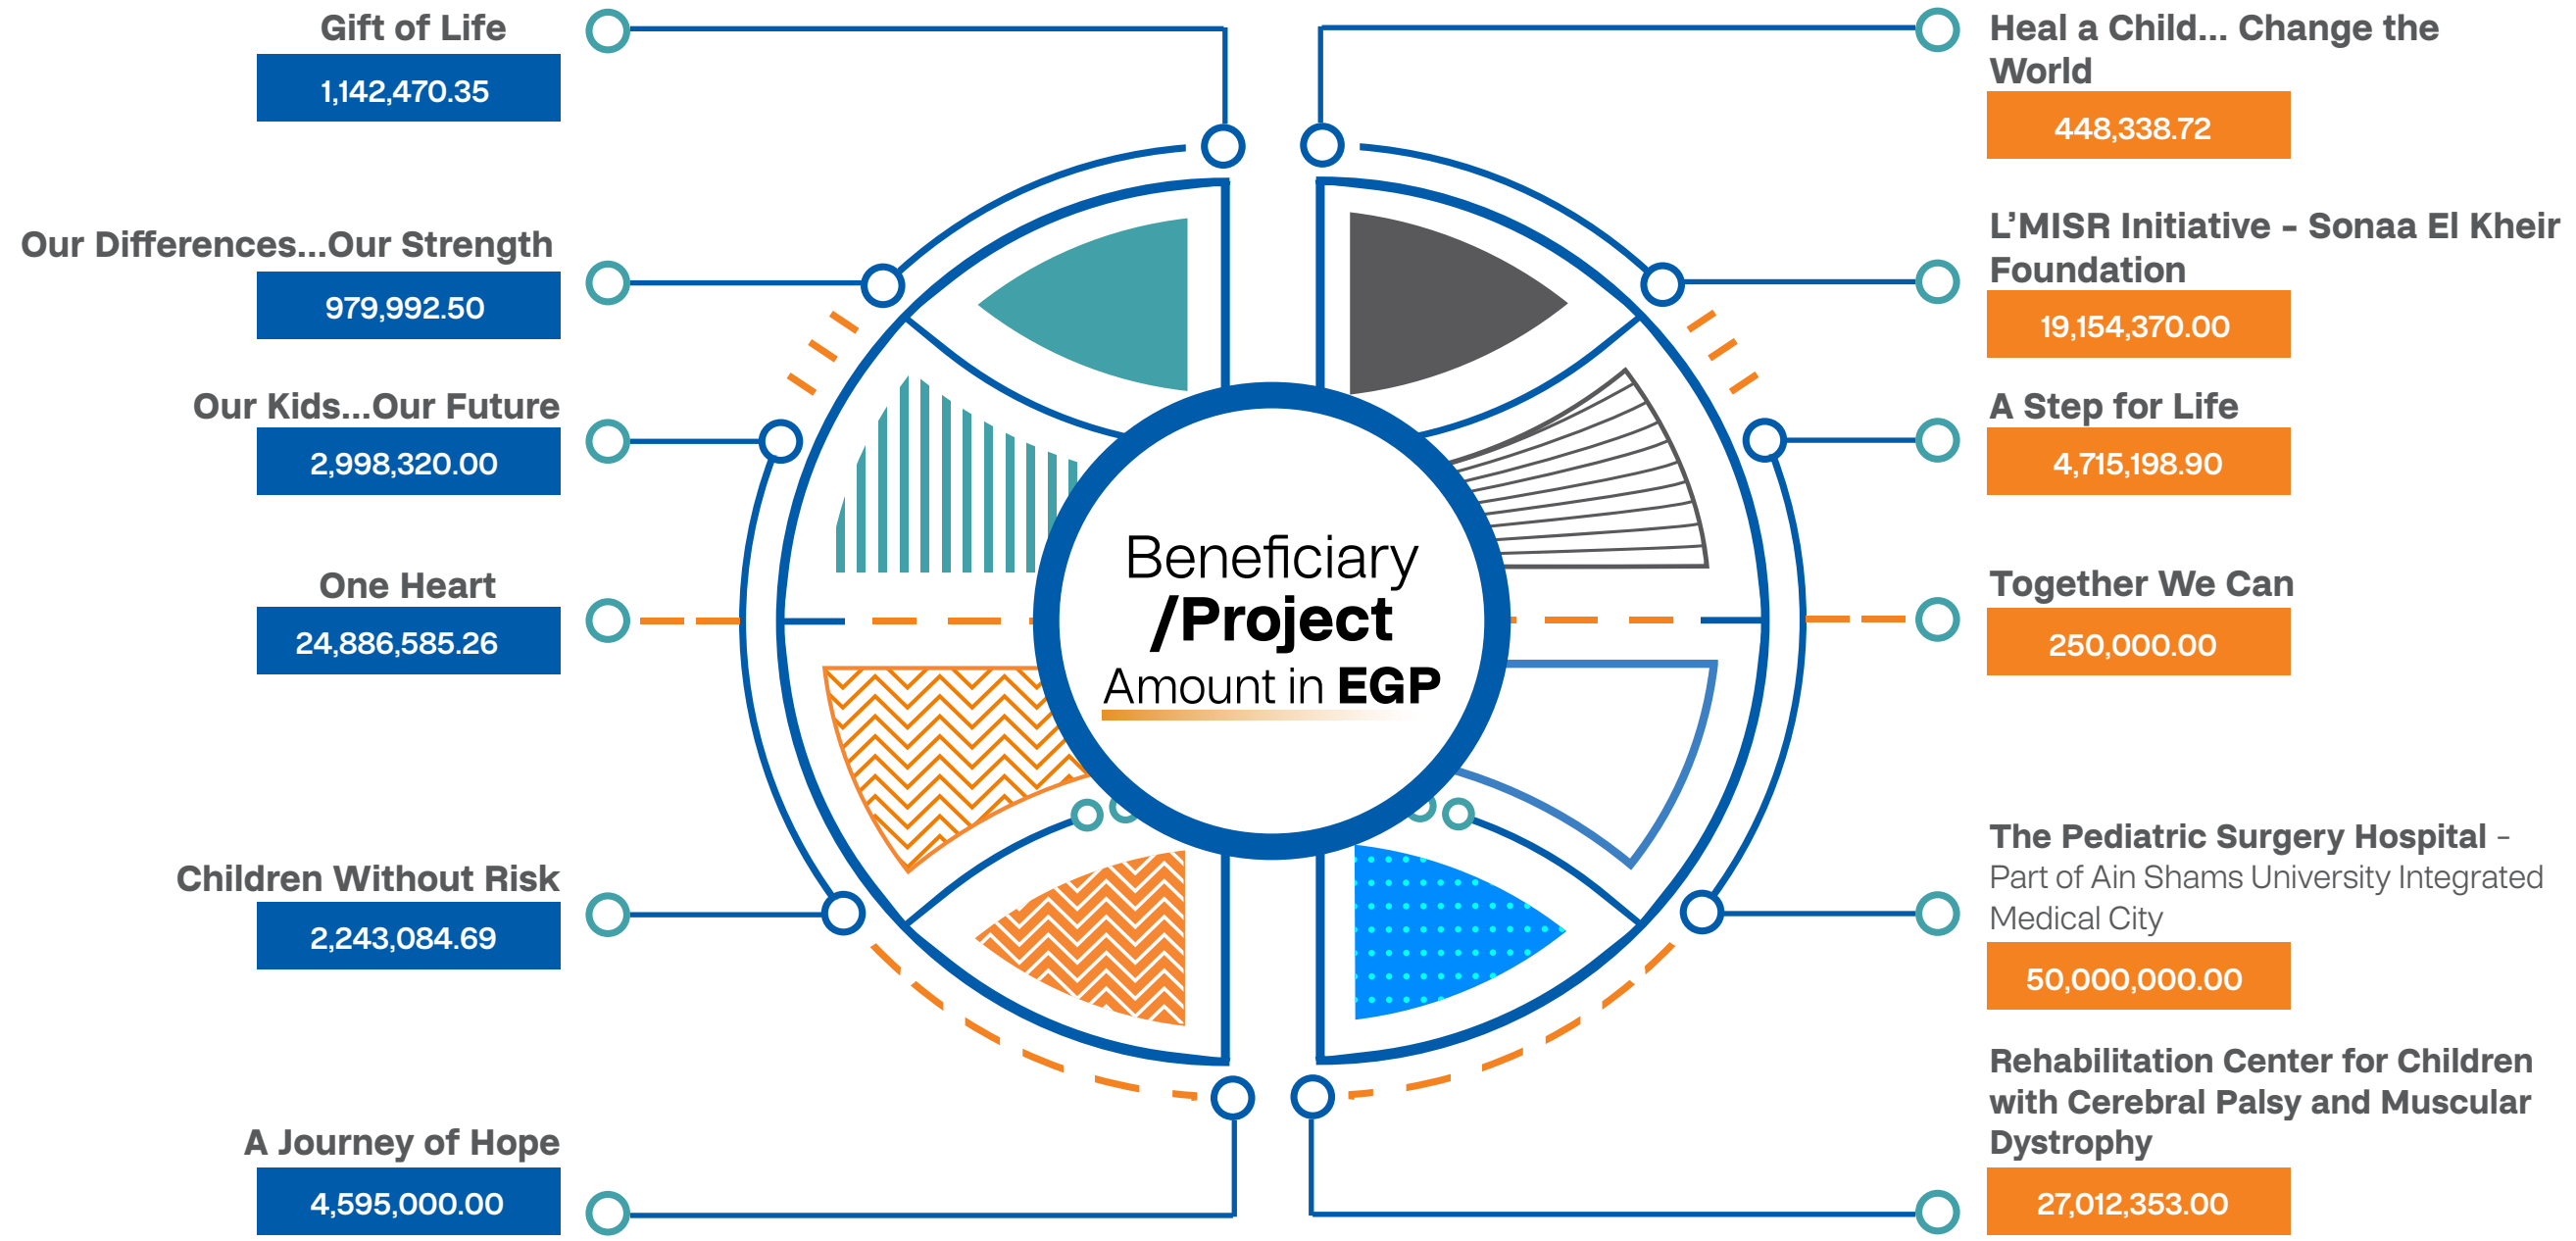 Gift of Life
1,142,470.35
Our Differences...Our Strength
979,992.50
Our Kids...Our Future
2,998,320.00
One Heart
24,886,585.26
Children Without Risk
2,243,084.69
A Journey of Hope
4,595,000.00
Beneficiary
/Project
Amount in EGP
Heal a Child... Change the
World
448,338.72
L’MISR Initiative - Sonaa El Kheir
Foundation
19,154,370.00
A Step for Life
4,715,198.90
Together We Can
250,000.00
The Pediatric Surgery Hospital -
Part of Ain Shams University Integrated
Medical City
50,000,000.00
Rehabilitation Center for Children
with Cerebral Palsy and Muscular
Dystrophy
27,012,353.00